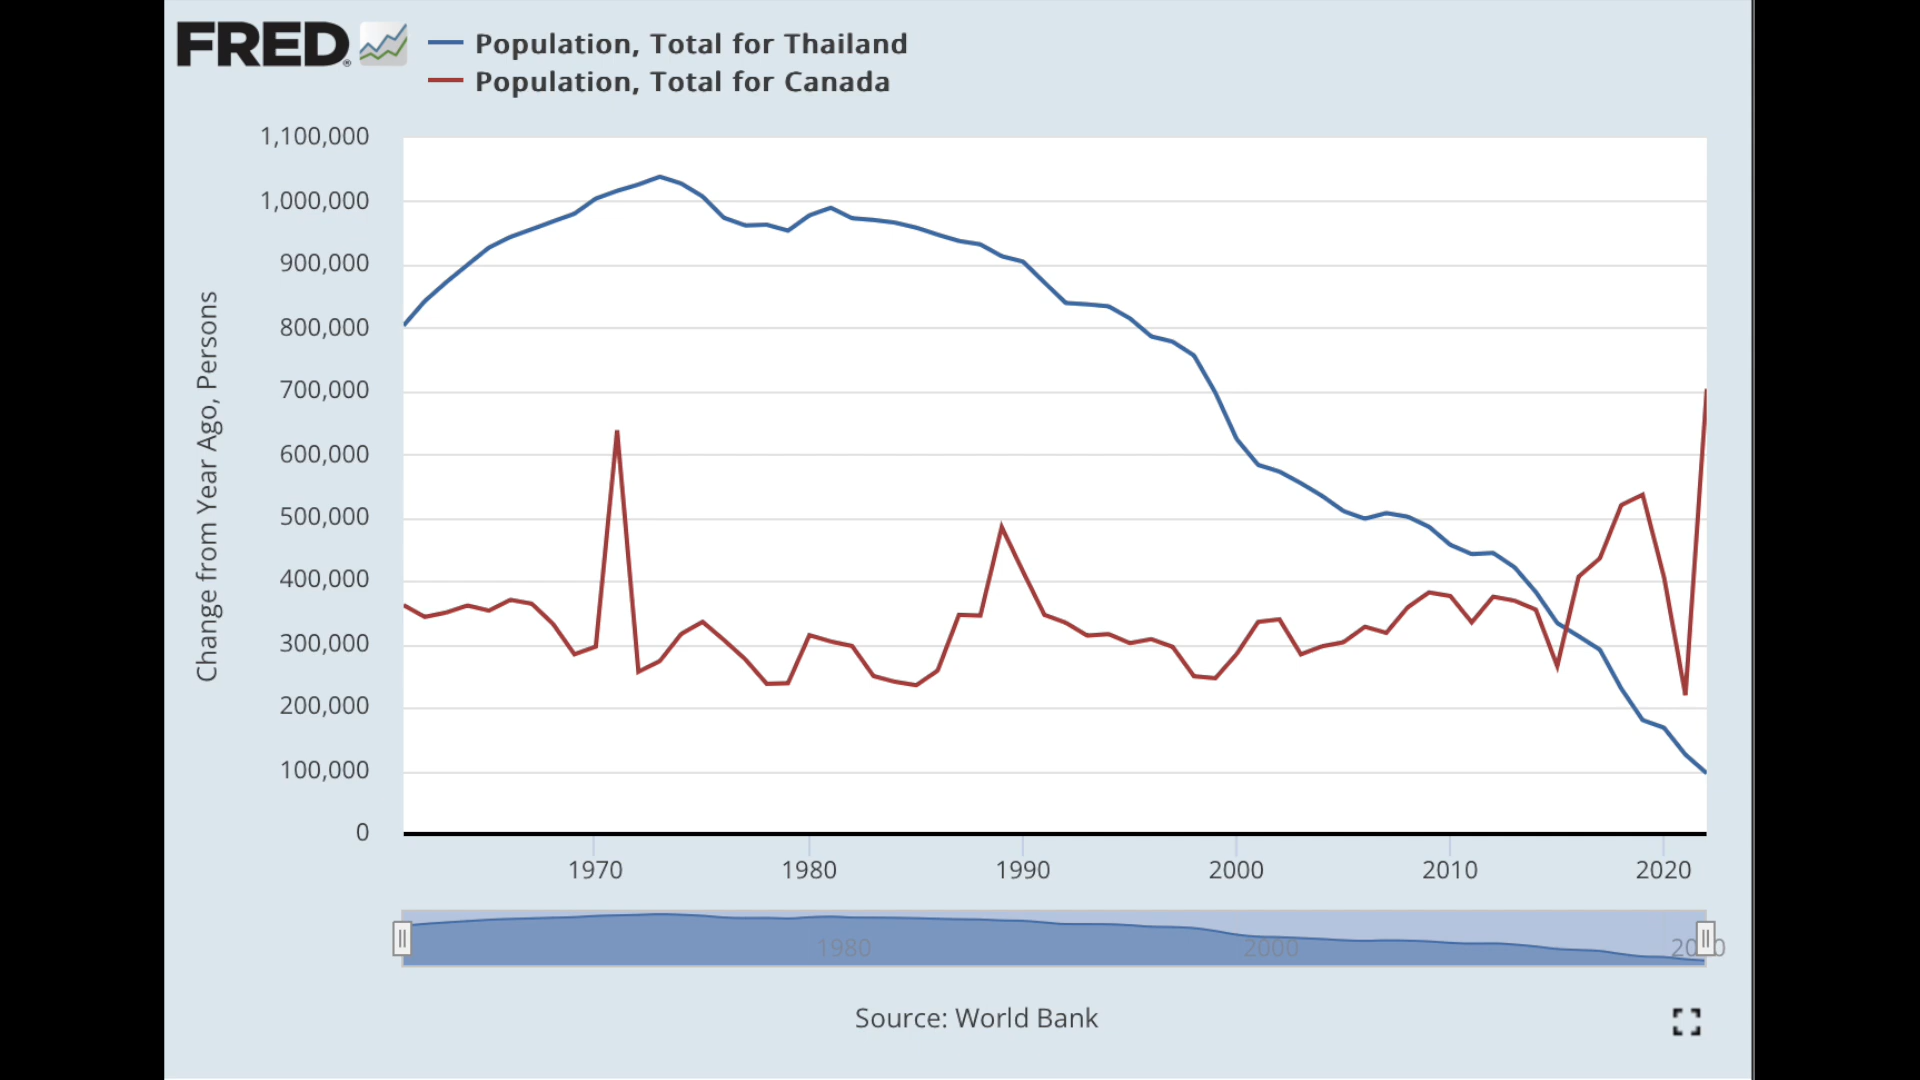 FRED®
Population, Total for Thailand
Population, Total for Canada
Change from Year Ago, Persons
1,100,000
1,000,000
900,000
800,000
700,000
600,000
500,000
400,000
300,000
200,000
100,000
0
1970 1980 1990 2000 2010 2020
1980 2000
Source: World Bank